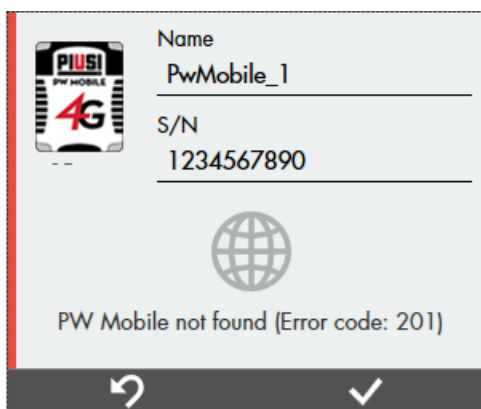 PIUSI
PW MOBILE
4G
--
Name
PwMobile_1
S/N
1234567890
PW Mobile not found (Error code: 201)